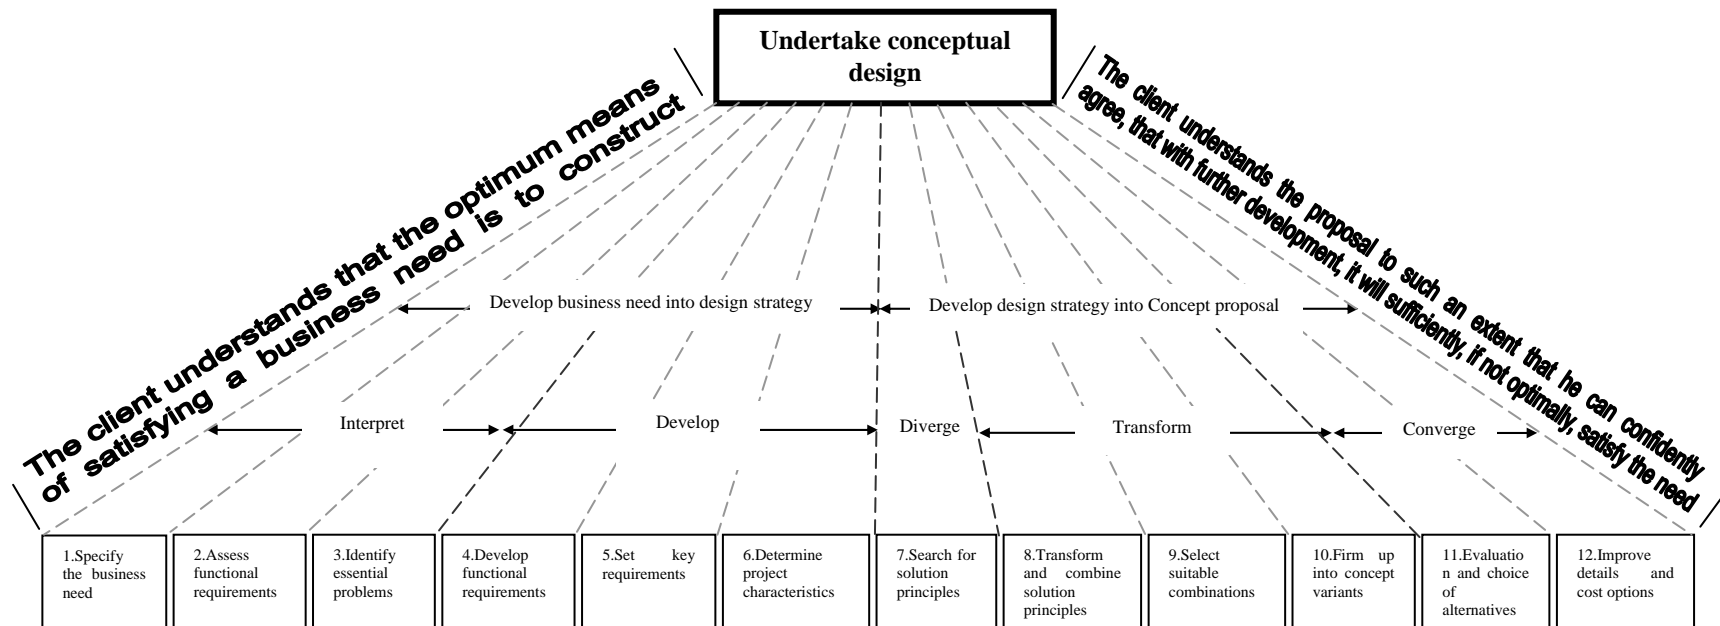 Undertake conceptual
design
The client understands that the optimum means
of satisfying a business need is to construct
The client understands the proposal to such an extent that he can confidently
agree, that with further development, it will sufficiently, if not optimally, satisfy the need
Develop business need into design strategy
Develop design strategy into Concept proposal
Interpret
Develop
Diverge
Transform
Converge
1.Specify
the business
need
2.Assess
functional
requirements
3.Identify
essential
problems
4.Develop
functional
requirements
5.Set key
requirements
6.Determine
project
characteristics
7.Search for
solution
principles
8.Transform
and combine
solution
principles
9.Select
suitable
combinations
10.Firm up
into concept
variants
11.Evaluatio
n and choice
of
alternatives
12.Improve
details and
cost options